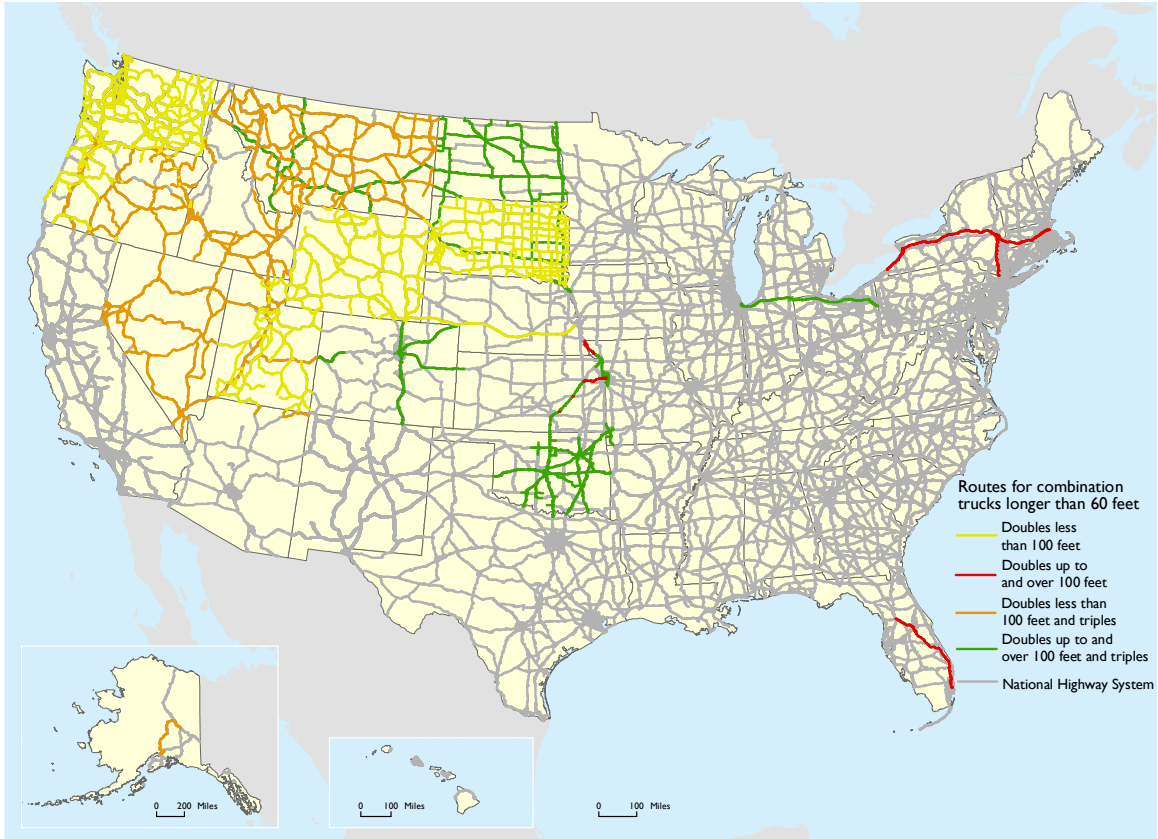 Routes for combination
trucks longer than 60 feet
Doubles less
than 100 feet
Doubles up to
and over 100 feet
Doubles less than
100 feet and triples
Doubles up to and
over 100 feet and triples
National Highway System
0 200 Miles
0 100 Miles
0 100 Miles